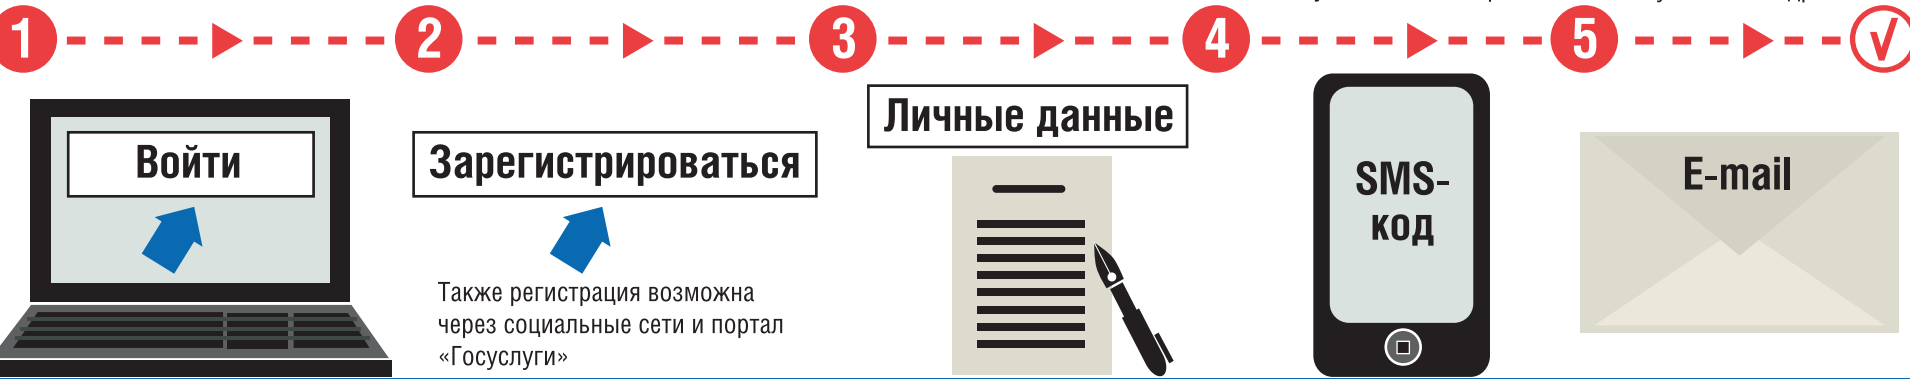 1 2 3 4 5
Войти
Зарегистрироваться
Также регистрация возможна
через социальные сети и портал
«Госуслуги»
Личные данные
SMS-
код
E-mail